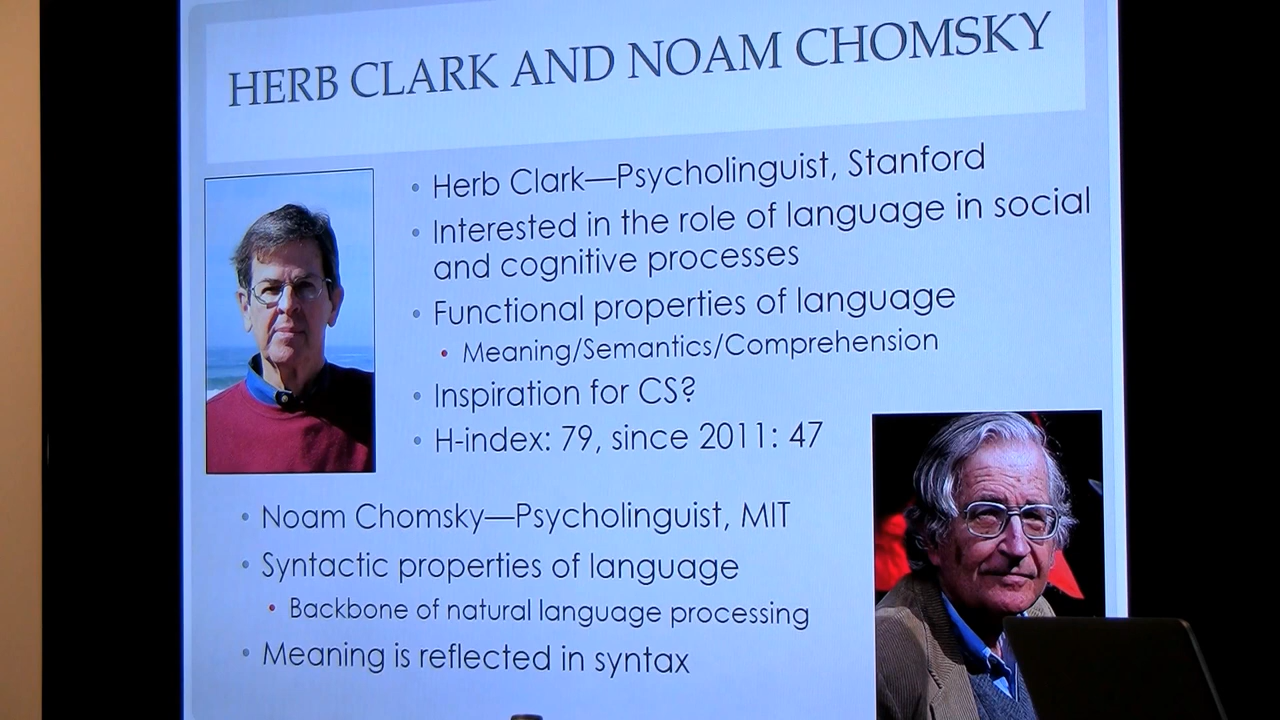 HERB CLARK AND NOAM CHOMSKY
• Herb Clark—Psycholinguist, Stanford
• Interested in the role of language in social
and cognitive processes
• Functional properties of language
• Meaning/Semantics/Comprehension
• Inspiration for CS?
• H-index: 79, since 2011: 47
• Noam Chomsky—Psycholinguist, MIT
• Syntactic properties of language
• Backbone of natural language processing
• Meaning is reflected in syntax